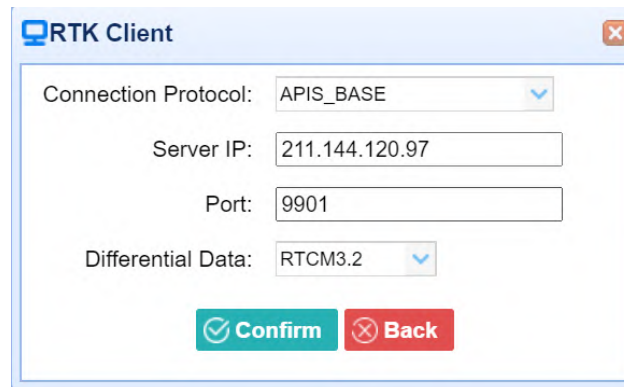 RTK Client
Connection Protocol: APIS_BASE
Server IP: 211.144.120.97
Port: 9901
Differential Data: RTCM3.2
Confirm Back